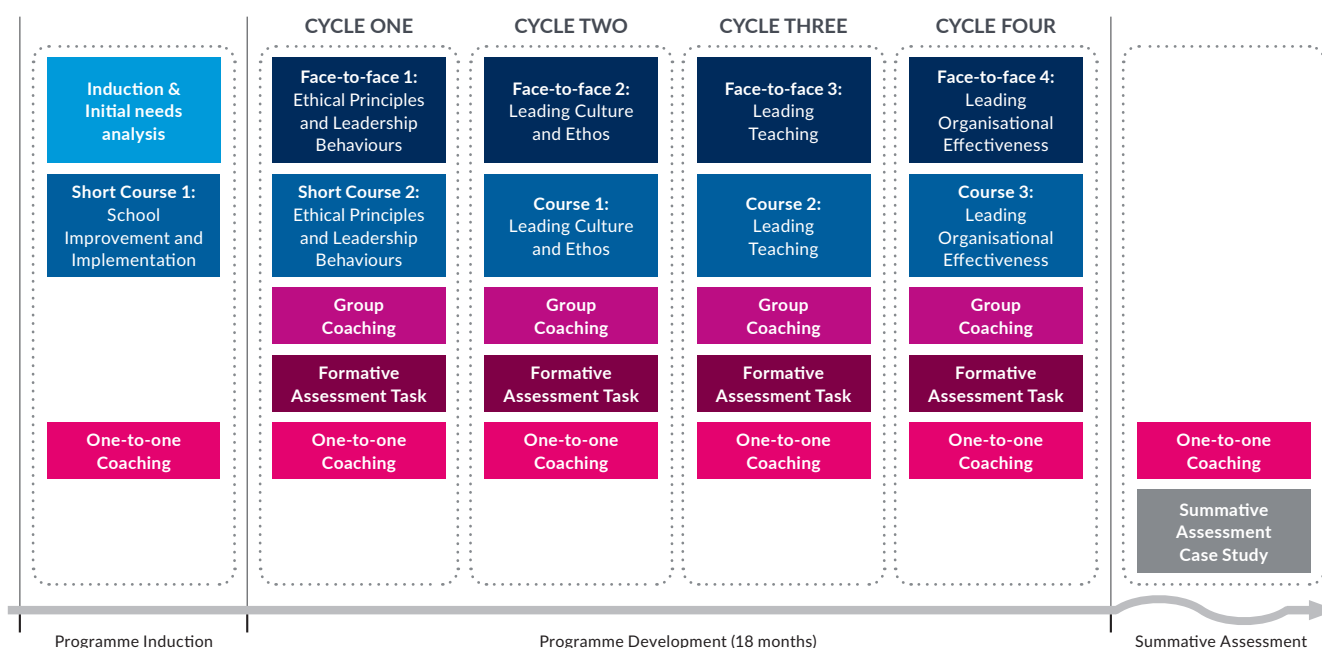 CYCLE ONE
CYCLE TWO
CYCLE THREE
CYCLE FOUR
Induction &
Initial needs
analysis
Face-to-face 1:
Ethical Principles
and Leadership
Behaviours
Face-to-face 2:
Leading Culture
and Ethos
Face-to-face 3:
Leading
Teaching
Face-to-face 4:
Leading
Organisational
Effectiveness
Short Course 1:
School
Improvement and
Implementation
Short Course 2:
Ethical Principles
and Leadership
Behaviours
Course 1:
Leading Culture
and Ethos
Course 2:
Leading
Teaching
Course 3:
Leading
Organisational
Effectiveness
Group
Coaching
Group
Coaching
Group
Coaching
Group
Coaching
Formative
Assessment Task
Formative
Assessment Task
Formative
Assessment Task
Formative
Assessment Task
One-to-one
Coaching
One-to-one
Coaching
One-to-one
Coaching
One-to-one
Coaching
One-to-one
Coaching
One-to-one
Coaching
Summative
Assessment
Case Study
Programme Induction
Programme Development (18 months)
Summative Assessment